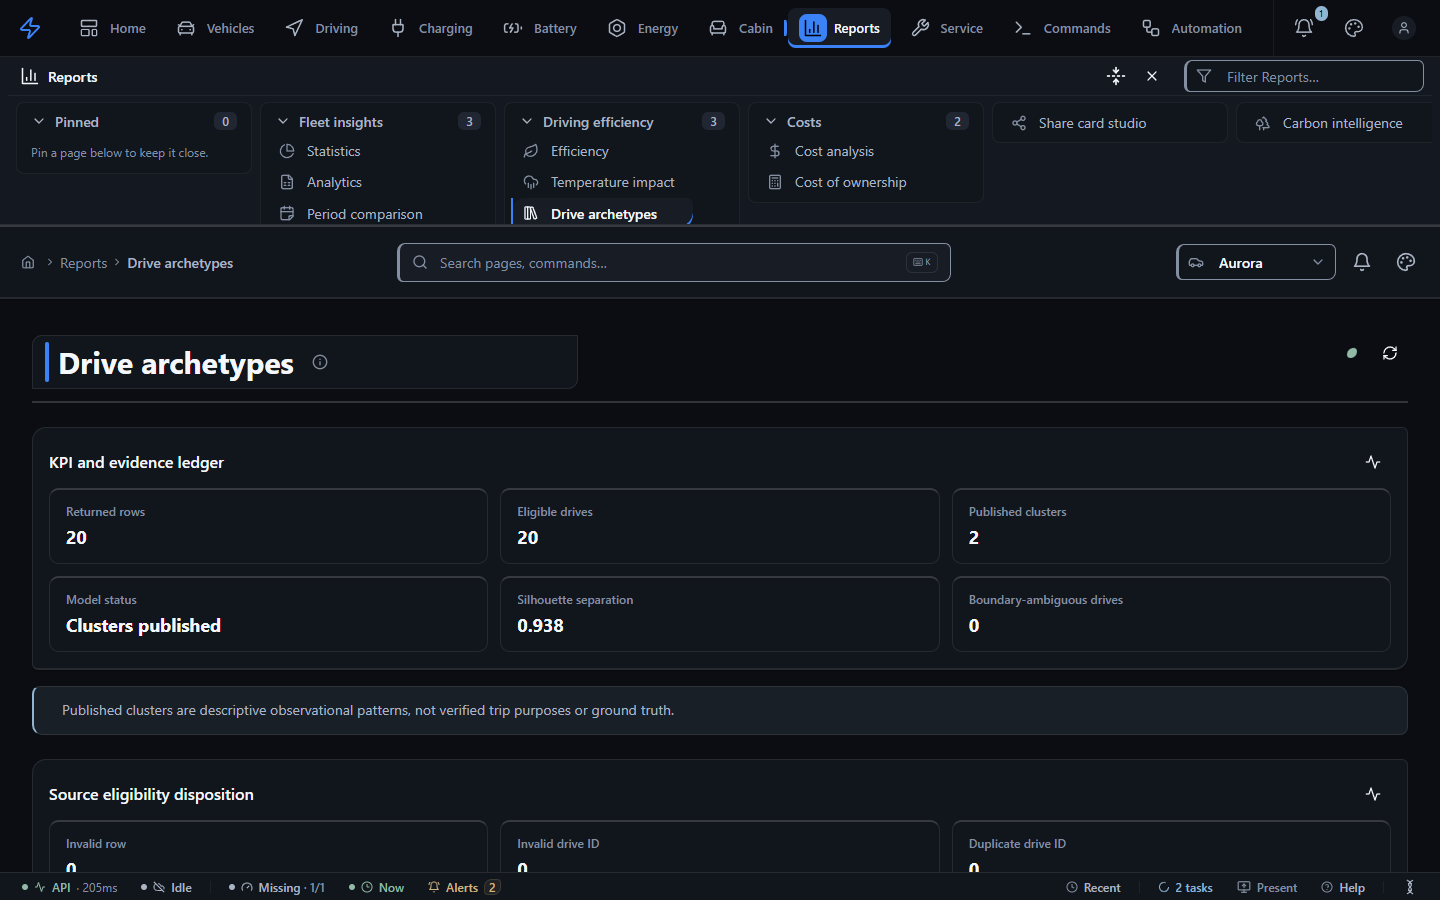 Home
Vehicles
Driving
Charging
Battery
Energy
Cabin
Reports
Service
Commands
Automation
1
Reports
Filter Reports...
Pinned 0
Pin a page below to keep it close.
Fleet insights 3
Statistics
Analytics
Period comparison
Driving efficiency 3
Efficiency
Temperature impact
Drive archetypes
Costs 2
Cost analysis
Cost of ownership
Share card studio
Carbon intelligence
Reports
Drive archetypes
Search pages, commands...
K
Aurora
Drive archetypes
KPI and evidence ledger
Returned rows
20
Eligible drives
20
Published clusters
2
Model status
Clusters published
Silhouette separation
0.938
Boundary-ambiguous drives
0
Published clusters are descriptive observational patterns, not verified trip purposes or ground truth.
Source eligibility disposition
Invalid row
0
Invalid drive ID
0
Duplicate drive ID
0
API · 205ms
Idle
Missing · 1/1
Now
Alerts 2
Recent
2 tasks
Present
Help